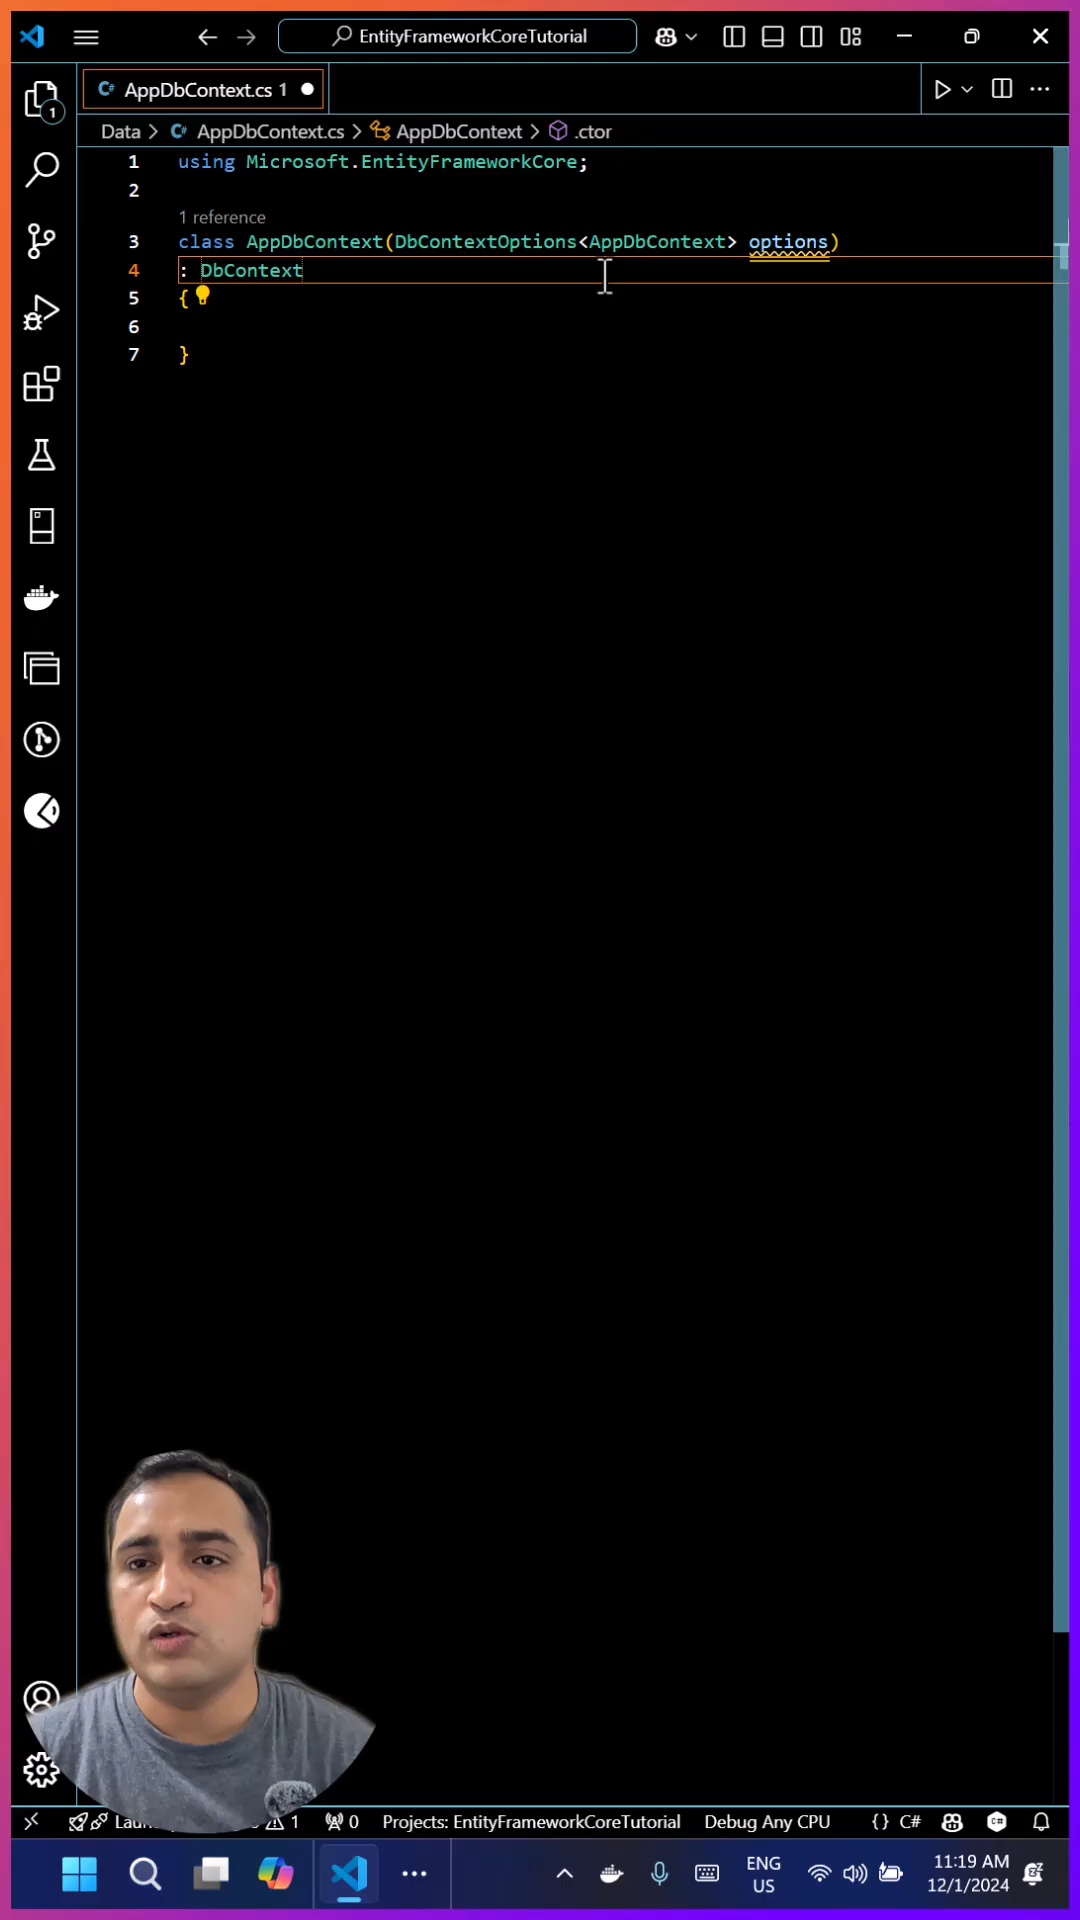 EntityFrameworkCoreTutorial
AppDbContext.cs 1
1
Data > AppDbContext.cs > AppDbContext > .ctor
1 using Microsoft.EntityFrameworkCore;
2
1 reference
3 class AppDbContext(DbContextOptions<AppDbContext> options)
4 : DbContext
5 {
6
7 }
1 0 Projects: EntityFrameworkCoreTutorial Debug Any CPU {} C#
ENG
US
11:19 AM
12/1/2024